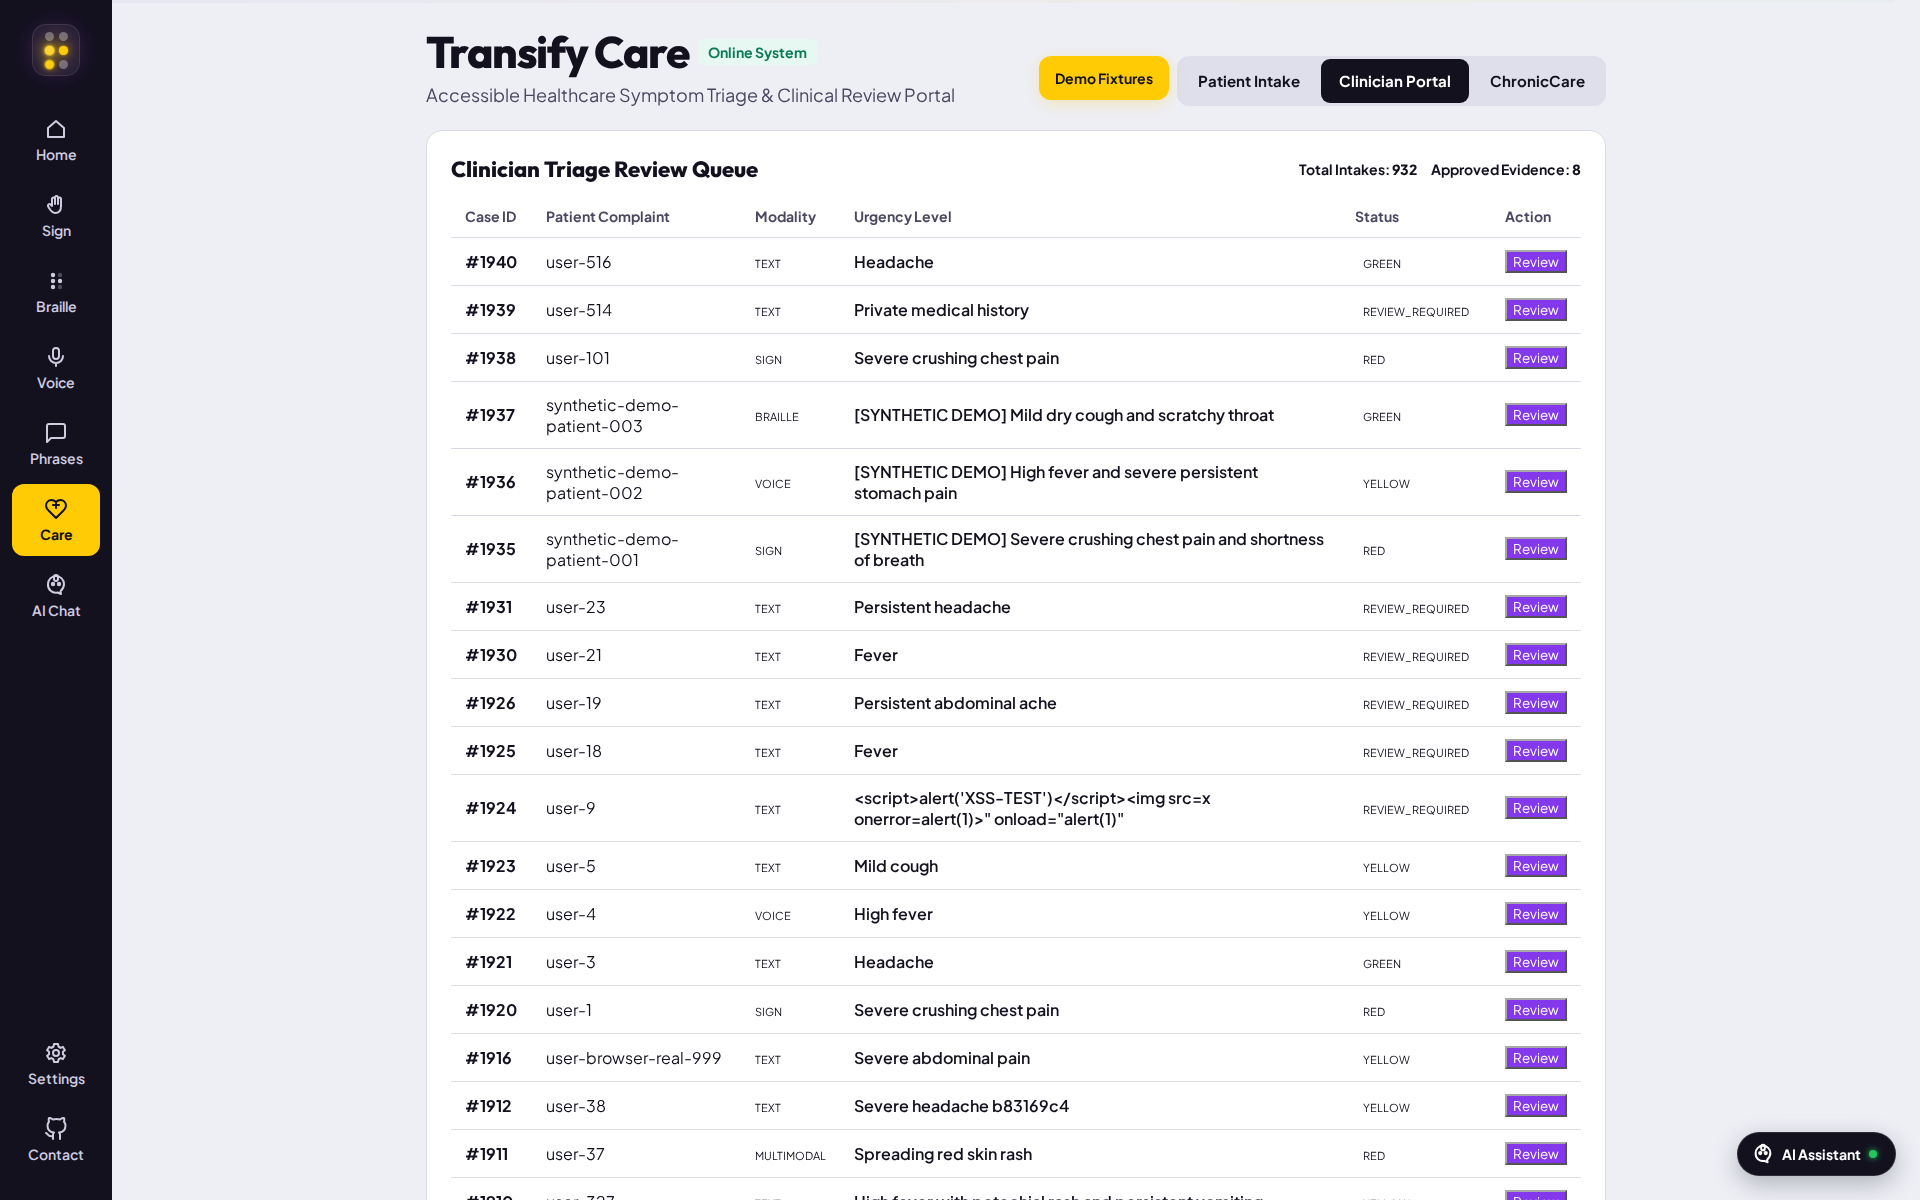 Home
Sign
Braille
Voice
Phrases
Care
AI Chat
Settings
Contact
Transify Care
Online System
Accessible Healthcare Symptom Triage & Clinical Review Portal
Demo Fixtures
Patient Intake
Clinician Portal
ChronicCare
Clinician Triage Review Queue
Total Intakes: 932 Approved Evidence: 8
Case ID Patient Complaint Modality Urgency Level Status Action
#1940 user-516 TEXT Headache GREEN Review
#1939 user-514 TEXT Private medical history REVIEW_REQUIRED Review
#1938 user-101 SIGN Severe crushing chest pain RED Review
#1937 synthetic-demo-
patient-003 BRAILLE [SYNTHETIC DEMO] Mild dry cough and scratchy throat GREEN Review
#1936 synthetic-demo-
patient-002 VOICE [SYNTHETIC DEMO] High fever and severe persistent
stomach pain YELLOW Review
#1935 synthetic-demo-
patient-001 SIGN [SYNTHETIC DEMO] Severe crushing chest pain and shortness
of breath RED Review
#1931 user-23 TEXT Persistent headache REVIEW_REQUIRED Review
#1930 user-21 TEXT Fever REVIEW_REQUIRED Review
#1926 user-19 TEXT Persistent abdominal ache REVIEW_REQUIRED Review
#1925 user-18 TEXT Fever REVIEW_REQUIRED Review
#1924 user-9 TEXT <script>alert('XSS-TEST')</script><img src=x
onerror=alert(1)>" onload="alert(1)" REVIEW_REQUIRED Review
#1923 user-5 TEXT Mild cough YELLOW Review
#1922 user-4 VOICE High fever YELLOW Review
#1921 user-3 TEXT Headache GREEN Review
#1920 user-1 SIGN Severe crushing chest pain RED Review
#1916 user-browser-real-999 TEXT Severe abdominal pain YELLOW Review
#1912 user-38 TEXT Severe headache b83169c4 YELLOW Review
#1911 user-37 MULTIMODAL Spreading red skin rash RED Review
AI Assistant